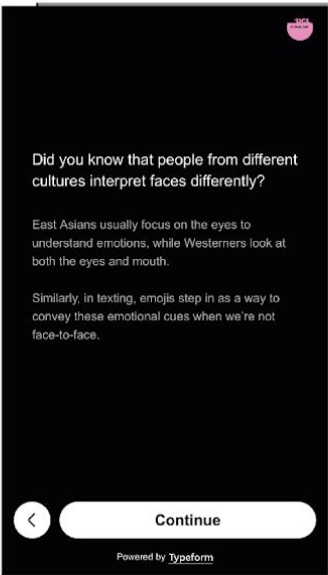 Did you know that people from different
cultures interpret faces differently?
East Asians usually focus on the eyes to
understand emotions, while Westerners look at
both the eyes and mouth.
Similarly, in texting, emojis step in as a way to
convey these emotional cues when we're not
face-to-face.
Continue
Powered by Typeform